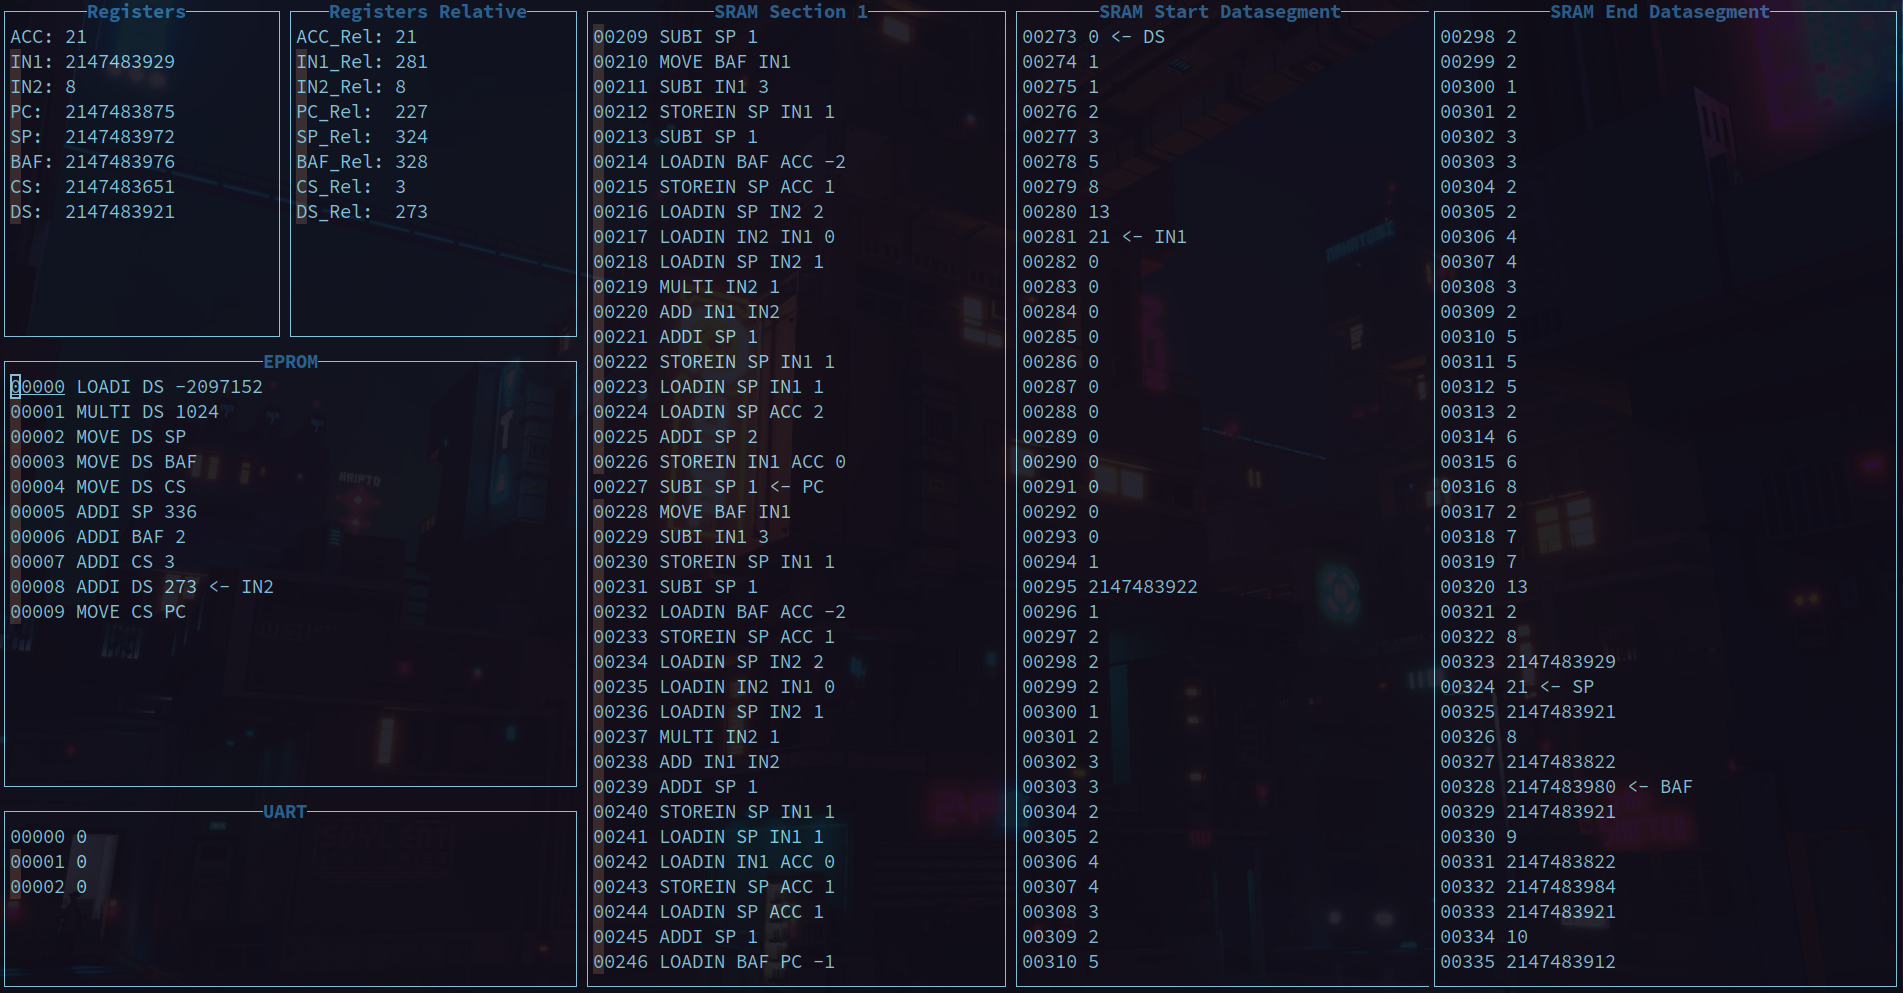 Registers
ACC: 21
IN1: 2147483929
IN2: 8
PC: 2147483875
SP: 2147483972
BAF: 2147483976
CS: 2147483651
DS: 2147483921
Registers Relative
ACC_Rel: 21
IN1_Rel: 281
IN2_Rel: 8
PC_Rel: 227
SP_Rel: 324
BAF_Rel: 328
CS_Rel: 3
DS_Rel: 273
EPROM
00000 LOADI DS -2097152
00001 MULTI DS 1024
00002 MOVE DS SP
00003 MOVE DS BAF
00004 MOVE DS CS
00005 ADDI SP 336
00006 ADDI BAF 2
00007 ADDI CS 3
00008 ADDI DS 273 <- IN2
00009 MOVE CS PC
UART
00000 0
00001 0
00002 0
SRAM Section 1
00209 SUBI SP 1
00210 MOVE BAF IN1
00211 SUBI IN1 3
00212 STOREIN SP IN1 1
00213 SUBI SP 1
00214 LOADIN BAF ACC -2
00215 STOREIN SP ACC 1
00216 LOADIN SP IN2 2
00217 LOADIN IN2 IN1 0
00218 LOADIN SP IN2 1
00219 MULTI IN2 1
00220 ADD IN1 IN2
00221 ADDI SP 1
00222 STOREIN SP IN1 1
00223 LOADIN SP IN1 1
00224 LOADIN SP ACC 2
00225 ADDI SP 2
00226 STOREIN IN1 ACC 0
00227 SUBI SP 1 <- PC
00228 MOVE BAF IN1
00229 SUBI IN1 3
00230 STOREIN SP IN1 1
00231 SUBI SP 1
00232 LOADIN BAF ACC -2
00233 STOREIN SP ACC 1
00234 LOADIN SP IN2 2
00235 LOADIN IN2 IN1 0
00236 LOADIN SP IN2 1
00237 MULTI IN2 1
00238 ADD IN1 IN2
00239 ADDI SP 1
00240 STOREIN SP IN1 1
00241 LOADIN SP IN1 1
00242 LOADIN IN1 ACC 0
00243 STOREIN SP ACC 1
00244 LOADIN SP ACC 1
00245 ADDI SP 1
00246 LOADIN BAF PC -1
SRAM Start Datasegment
00273 0 <- DS
00274 1
00275 1
00276 2
00277 3
00278 5
00279 8
00280 13
00281 21 <- IN1
00282 0
00283 0
00284 0
00285 0
00286 0
00287 0
00288 0
00289 0
00290 0
00291 0
00292 0
00293 0
00294 1
00295 2147483922
00296 1
00297 2
00298 2
00299 2
00300 1
00301 2
00302 3
00303 3
00304 2
00305 2
00306 4
00307 4
00308 3
00309 2
00310 5
SRAM End Datasegment
00298 2
00299 2
00300 1
00301 2
00302 3
00303 3
00304 2
00305 2
00306 4
00307 4
00308 3
00309 2
00310 5
00311 5
00312 5
00313 2
00314 6
00315 6
00316 8
00317 2
00318 7
00319 7
00320 13
00321 2
00322 8
00323 2147483929
00324 21 <- SP
00325 2147483921
00326 8
00327 2147483822
00328 2147483980 <- BAF
00329 2147483921
00330 9
00331 2147483822
00332 2147483984
00333 2147483921
00334 10
00335 2147483912